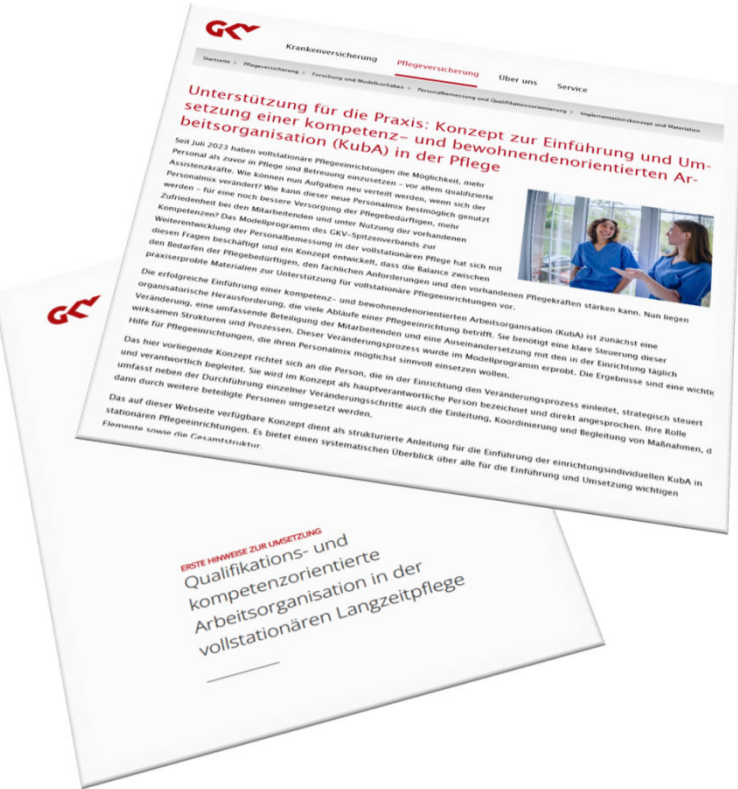 GKV
Krankenversicherung Pflegeversicherung Über uns Service
Startseite > Pflegeversicherung > Forschung und Modellvorhaben > Personalbemessung und Qualifikationsorientierung > Implementationskonzept und Materialien
Unterstützung für die Praxis: Konzept zur Einführung und Um-
setzung einer kompetenz- und bewohnendenorientierten Ar-
beitsorganisation (KubA) in der Pflege
Seit Juli 2023 haben vollstationäre Pflegeeinrichtungen die Möglichkeit, mehr
Personal als zuvor in Pflege und Betreuung einzusetzen – vor allem qualifizierte
Assistenzkräfte. Wie können nun Aufgaben neu verteilt werden, wenn sich der
Personalmix verändert? Wie kann dieser neue Personalmix bestmöglich genutzt
werden – für eine noch bessere Versorgung der Pflegebedürftigen, mehr
Zufriedenheit bei den Mitarbeitenden und unter Nutzung der vorhandenen
Kompetenzen? Das Modellprogramm des GKV-Spitzenverbands zur
Weiterentwicklung der Personalbemessung in der vollstationären Pflege hat sich mit
diesen Fragen beschäftigt und ein Konzept entwickelt, dass die Balance zwischen
den Bedarfen der Pflegebedürftigen, den fachlichen Anforderungen und den vorhandenen Pflegekräften stärken kann. Nun liegen
praxiserprobte Materialien zur Unterstützung für vollstationäre Pflegeeinrichtungen vor.
Die erfolgreiche Einführung einer kompetenz- und bewohnendenorientierten Arbeitsorganisation (KubA) ist zunächst eine
organisatorische Herausforderung, die viele Abläufe einer Pflegeeinrichtung betrifft. Sie benötigt eine klare Steuerung dieser
Veränderung, eine umfassende Beteiligung der Mitarbeitenden und eine Auseinandersetzung mit den in der Einrichtung täglich
wirksamen Strukturen und Prozessen. Dieser Veränderungsprozess wurde im Modellprogramm erprobt. Die Ergebnisse sind eine wichtig
Hilfe für Pflegeeinrichtungen, die ihren Personalmix möglichst sinnvoll einsetzen wollen.
Das hier vorliegende Konzept richtet sich an die Person, die in der Einrichtung den Veränderungsprozess einleitet, strategisch steuert
und verantwortlich begleitet. Sie wird im Konzept als hauptverantwortliche Person bezeichnet und direkt angesprochen. Ihre Rolle
umfasst neben der Durchführung einzelner Veränderungsschritte auch die Einleitung, Koordinierung und Begleitung von Maßnahmen, d
dann durch weitere beteiligte Personen umgesetzt werden.
Das auf dieser Webseite verfügbare Konzept dient als strukturierte Anleitung für die Einführung der einrichtungsindividuellen KubA in
stationären Pflegeeinrichtungen. Es bietet einen systematischen Überblick über alle für die Einführung und Umsetzung wichtigen
Elemente sowie die Gesamtstruktur.
GKV
ERSTE HINWEISE ZUR UMSETZUNG
Qualifikations- und
kompetenzorientierte
Arbeitsorganisation in der
vollstationären Langzeitpflege